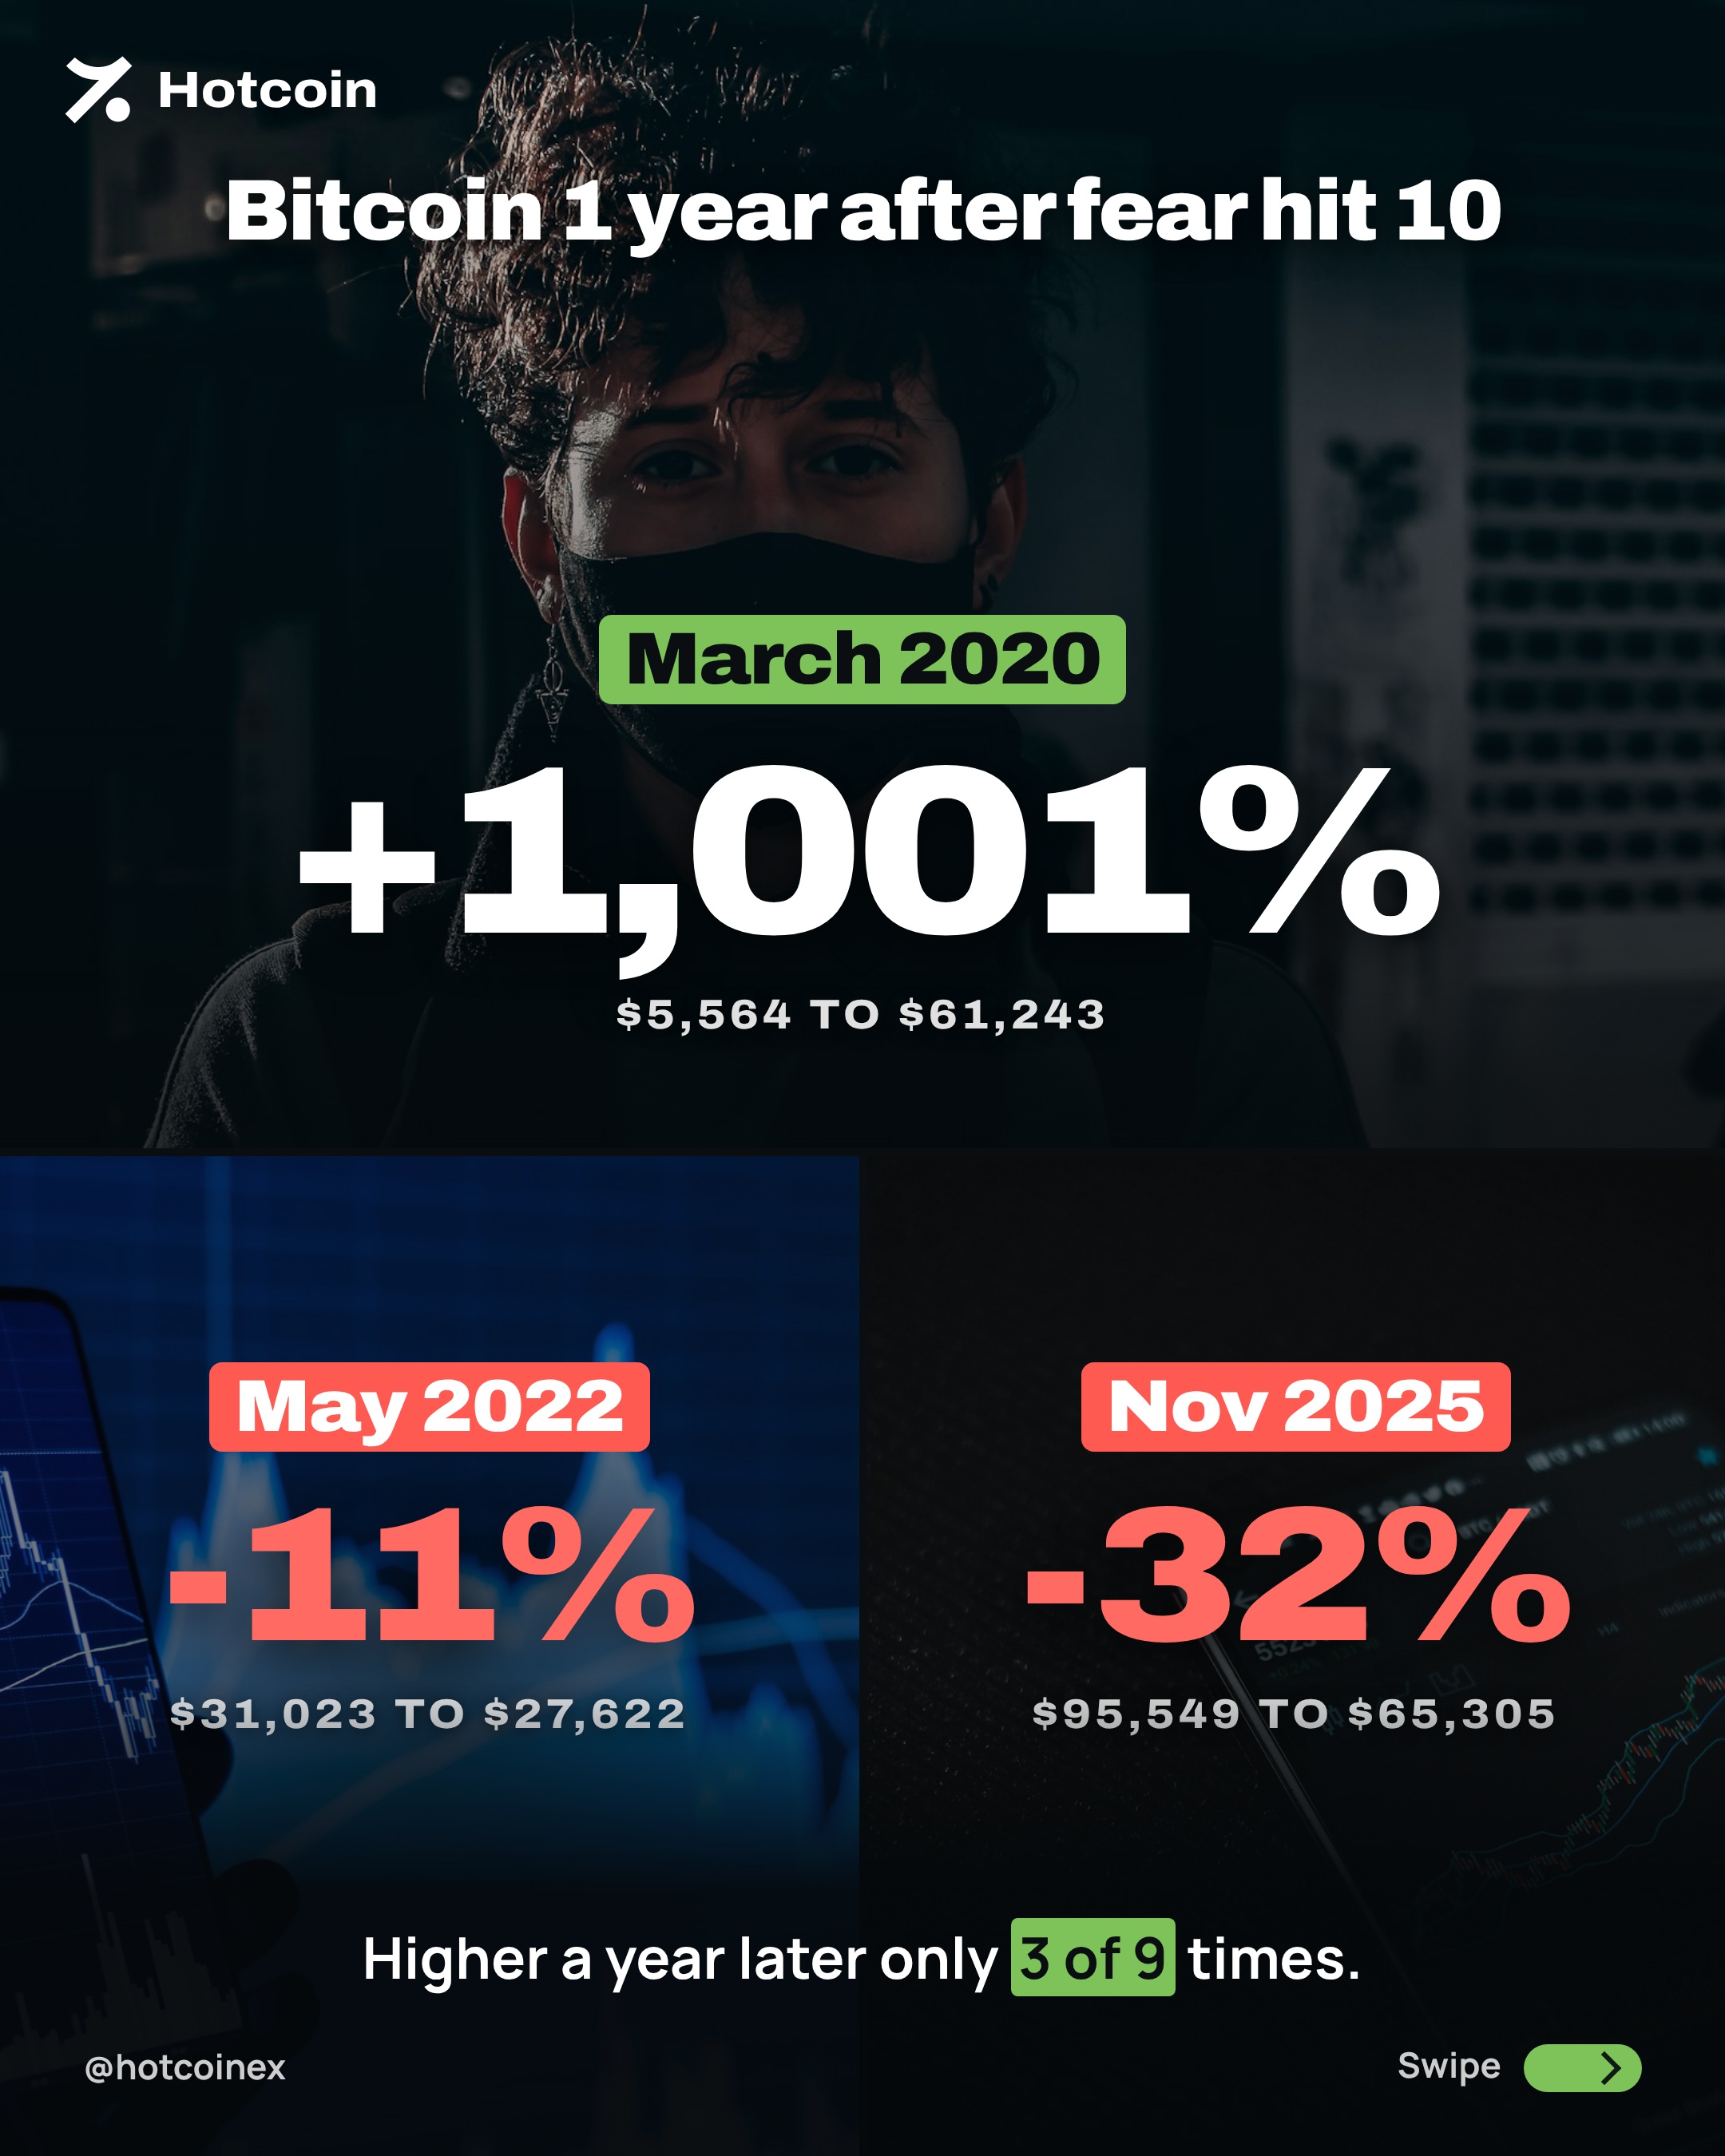 Hotcoin
Bitcoin 1 year after fear hit 10
March 2020
+1,001%
$5,564 TO $61,243
May 2022
-11%
$31,023 TO $27,622
Nov 2025
-32%
$95,549 TO $65,305
Higher a year later only 3 of 9 times.
@hotcoinex
Swipe